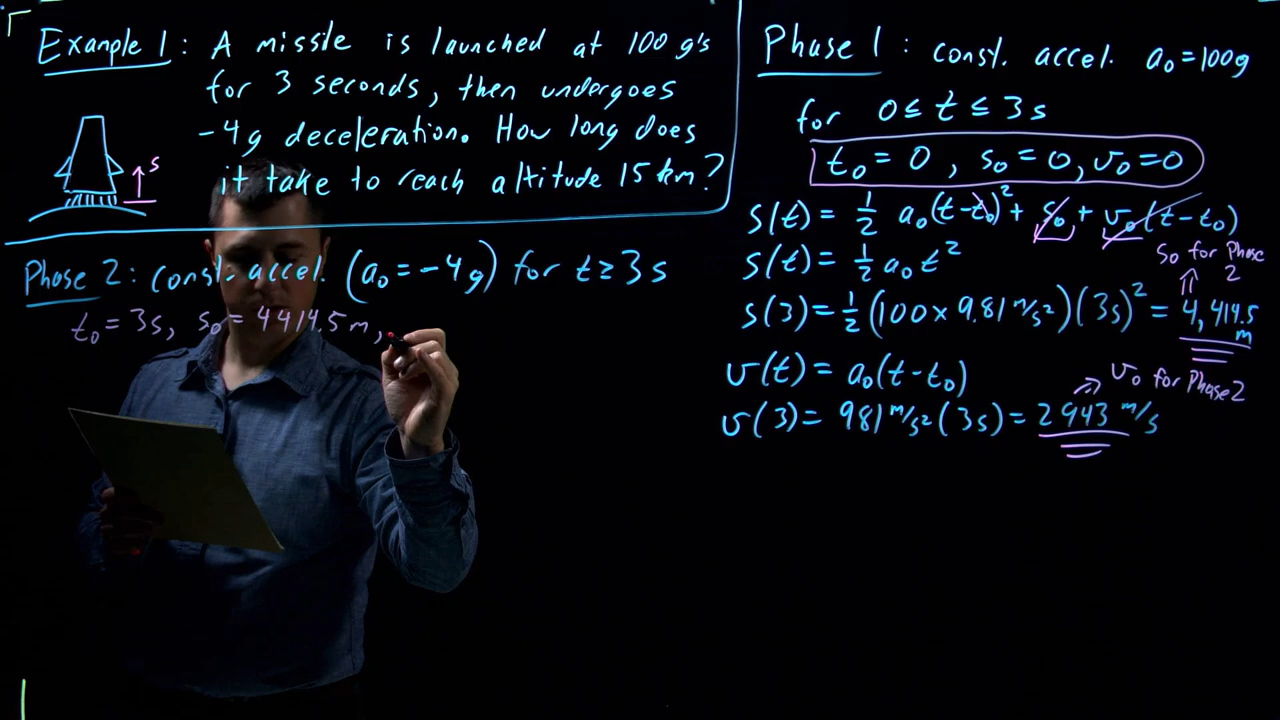 Example 1: A missile is launched at 100 g's
for 3 seconds, then undergoes
-4g deceleration. How long does
it take to reach altitude 15 km?
s
Phase 2: const. accel. (a₀ = -4g) for t ≥ 3s
t₀ = 3s, s₀ = 4414.5 m,
Phase 1: const. accel. a₀ = 100g
for 0 ≤ t ≤ 3s
t₀ = 0, s₀ = 0, v₀ = 0
s(t) = 1/2 a₀(t-t₀)² + s₀ + v₀(t-t₀)
s(t) = 1/2 a₀t²
s₀ for Phase 2
s(3) = 1/2 (100 × 9.81 m/s²)(3s)² = 4,414.5 m
v(t) = a₀(t-t₀)
v₀ for Phase 2
v(3) = 981 m/s² (3s) = 2943 m/s